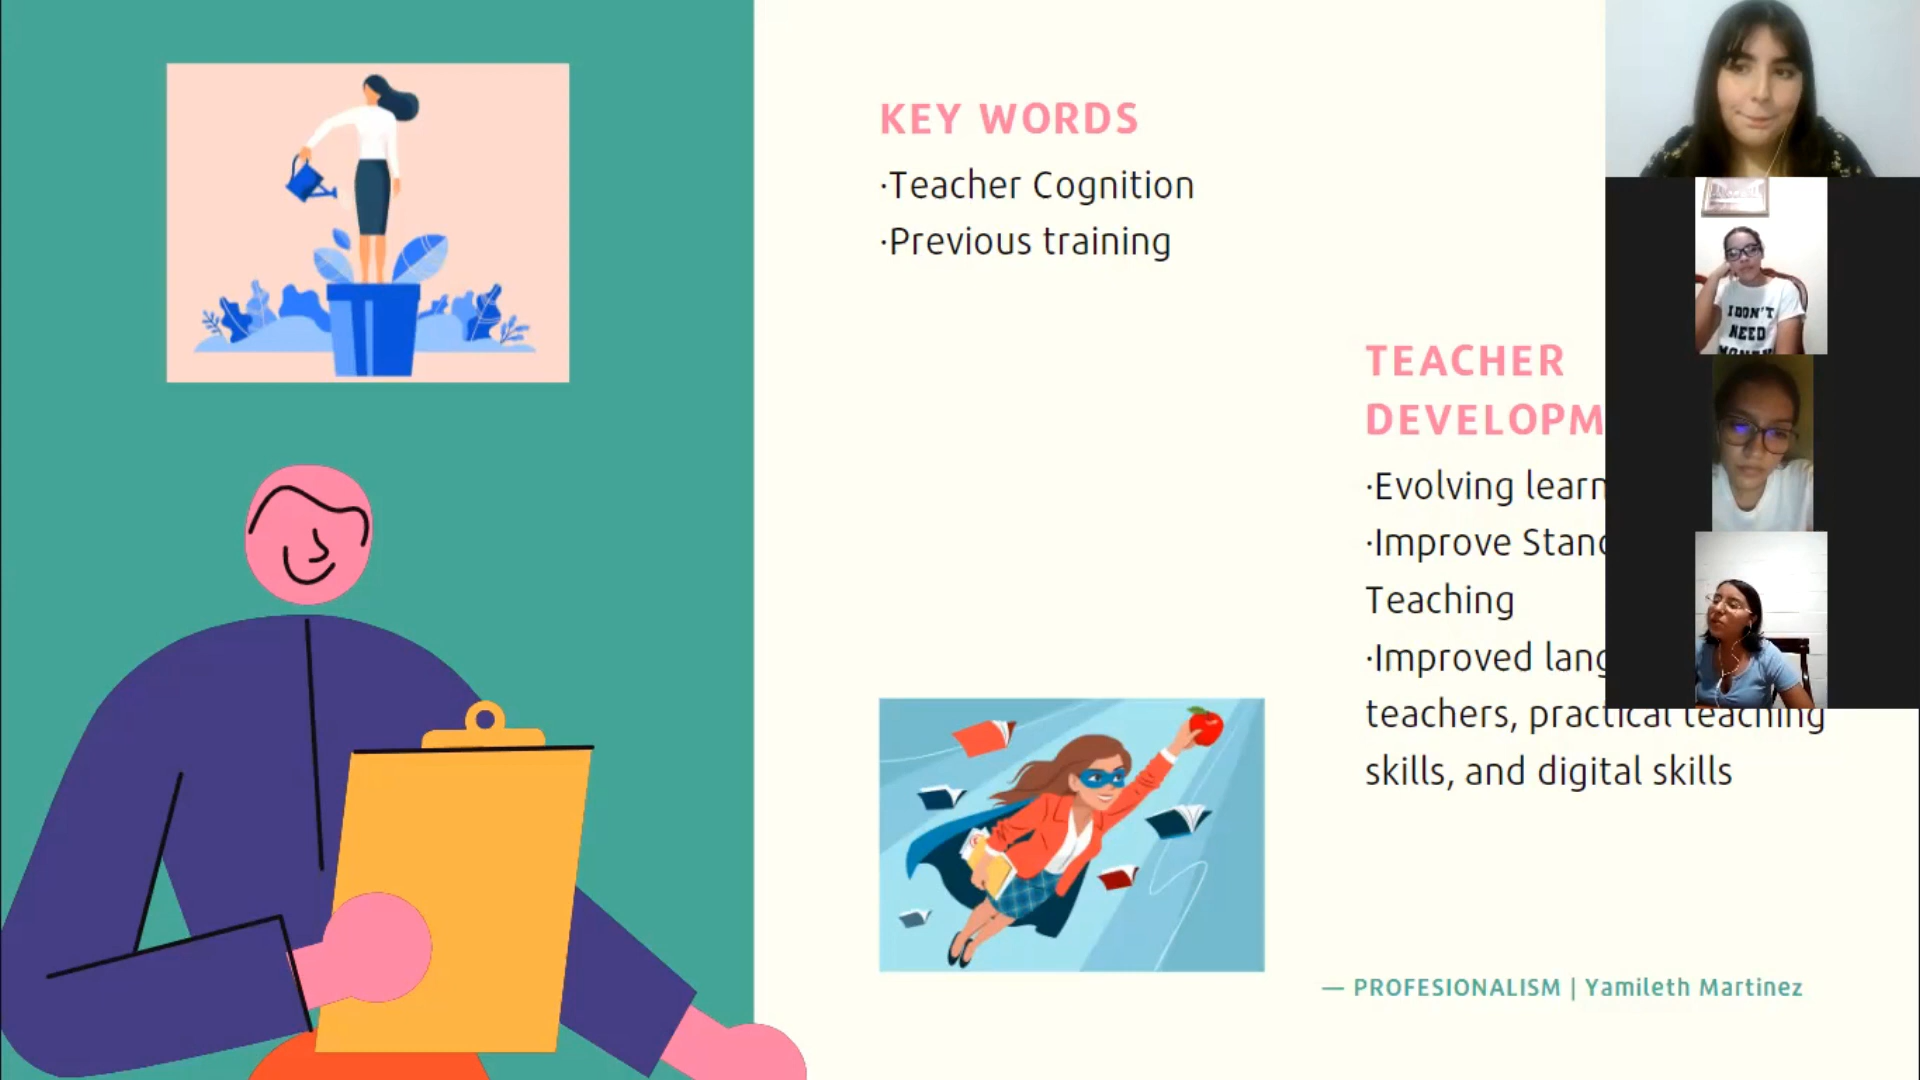 KEY WORDS
·Teacher Cognition
·Previous training
TEACHER
DEVELOPM
·Evolving learn
·Improve Stand
Teaching
·Improved lang
teachers, practical teaching
skills, and digital skills
— PROFESIONALISM | Yamileth Martinez
I DON'T
NEED
MONEY